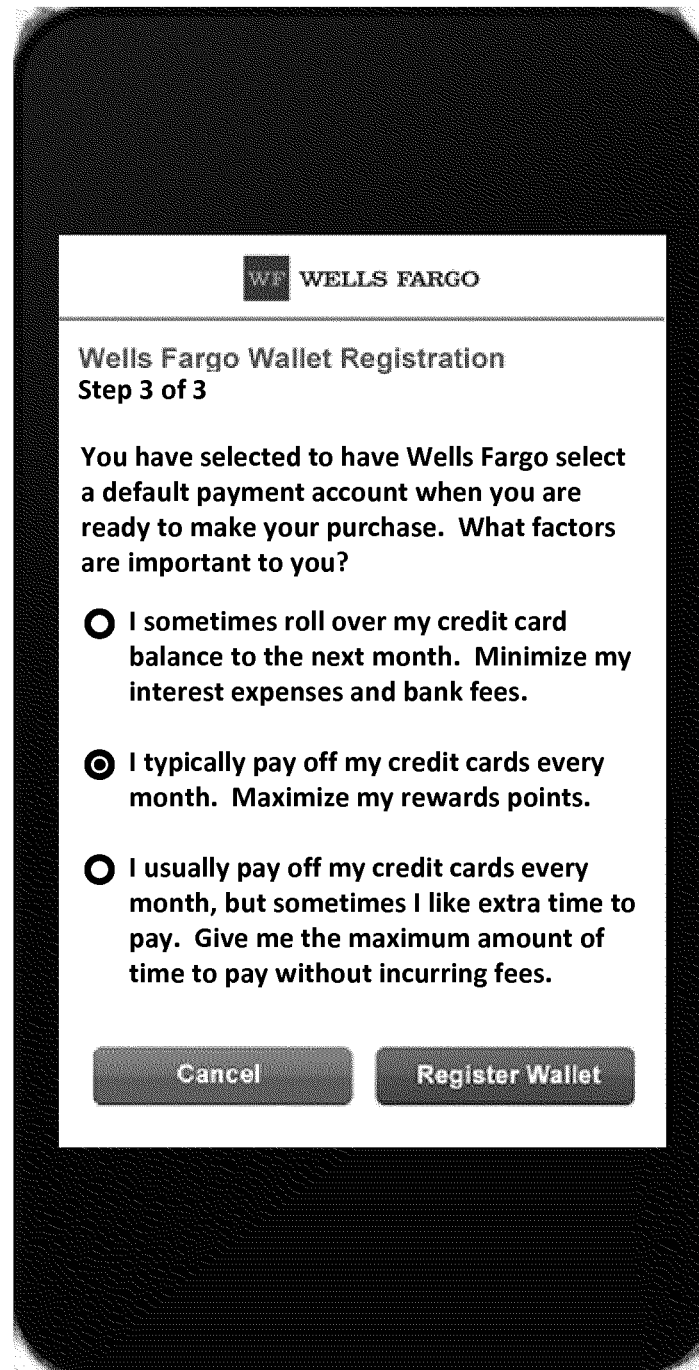 WF WELLS FARGO
Wells Fargo Wallet Registration
Step 3 of 3
You have selected to have Wells Fargo select
a default payment account when you are
ready to make your purchase.  What factors
are important to you?
I sometimes roll over my credit card
balance to the next month.  Minimize my
interest expenses and bank fees.
I typically pay off my credit cards every
month.  Maximize my rewards points.
I usually pay off my credit cards every
month, but sometimes I like extra time to
pay.  Give me the maximum amount of
time to pay without incurring fees.
Cancel Register Wallet